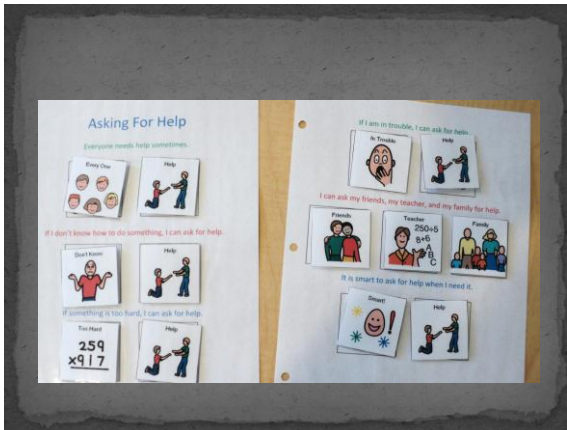 Asking For Help
Everyone needs help sometimes.
Every One
Help
If I don't know how to do something, I can ask for help.
Don't Know
Help
If something is too hard, I can ask for help.
Too Hard
Help
259
x917
If I am in trouble, I can ask for help.
In Trouble
Help
I can ask my friends, my teacher, and my family for help.
Friends
Teacher
Family
250÷5
8+6
A
B
C
It is smart to ask for help when I need it.
Smart!
Help